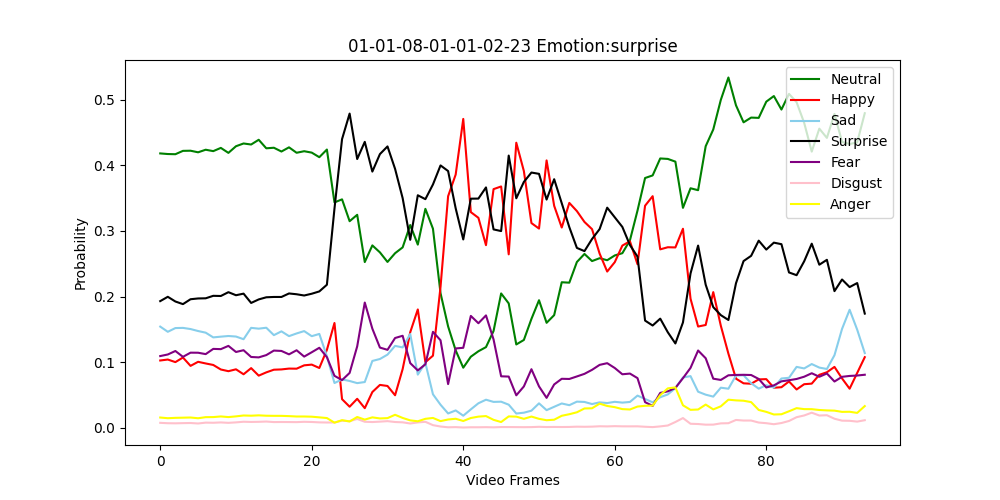 01-01-08-01-01-02-23 Emotion:surprise
Probability
0.5
0.4
0.3
0.2
0.1
0.0
0
20
40
60
80
Video Frames
Neutral
Happy
Sad
Surprise
Fear
Disgust
Anger